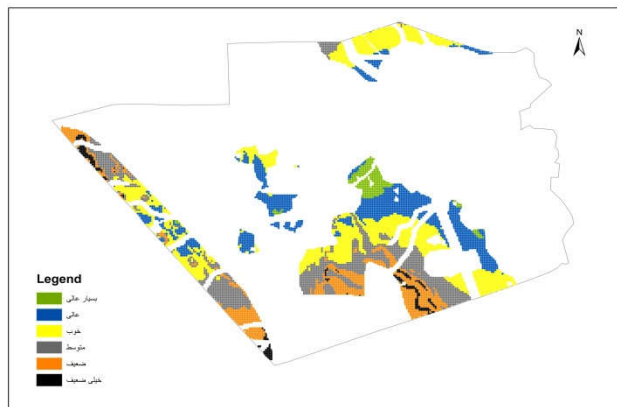 N
Legend
بسیار عالی
عالی
خوب
متوسط
ضعیف
خیلی ضعیف